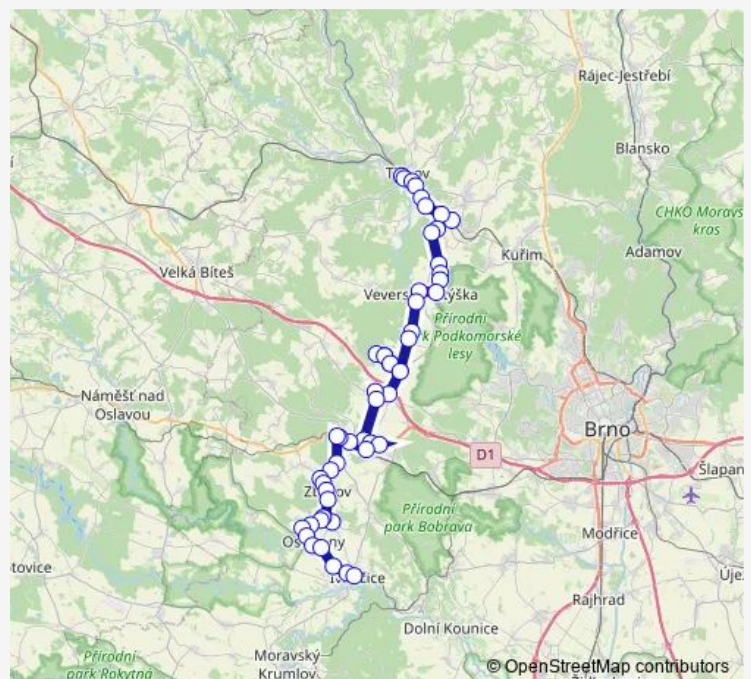 Rájec-Jestřebí
Blansko
CHKO Moravs
kras
Kuřim
Adamov
Velká Bíteš
Přírodní
Podkomorské
lesy
Náměšť nad
Oslavou
Brno
D1
Šlapan
Přírodní
park Bobrava
Modřice
Úje
tovice
Rajhrad
Dolní Kounice
Moravský
Krumlov
Přírodní
park Rokytná
© OpenStreetMap contributors